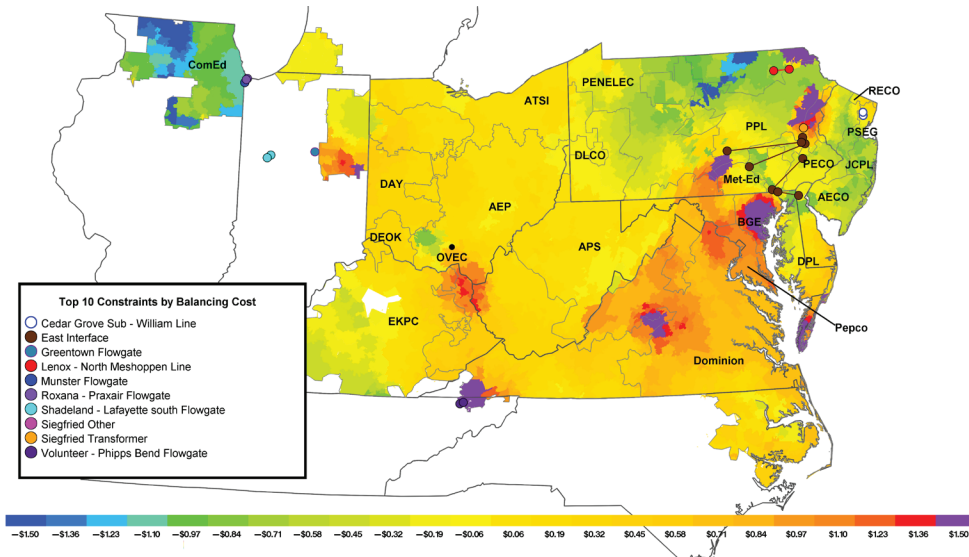 ComEd
RECO
PENELEC
ATSI
PPL
PSEG
DLCO
PECO
JCPL
Met-Ed
DAY
AECO
AEP
BGE
DEOK
APS
OVEC
DPL
Top 10 Constraints by Balancing Cost
Cedar Grove Sub - William Line
East Interface
Greentown Flowgate
Lenox - North Meshoppen Line
Munster Flowgate
Roxana - Praxair Flowgate
Shadeland - Lafayette south Flowgate
Siegfried Other
Siegfried Transformer
Volunteer - Phipps Bend Flowgate
EKPC
Pepco
Dominion
–$1.50 –$1.36 –$1.23 –$1.10 –$0.97 –$0.84 –$0.71 –$0.58 –$0.45 –$0.32 –$0.19 –$0.06 $0.06 $0.19 $0.32 $0.45 $0.58 $0.71 $0.84 $0.97 $1.10 $1.23 $1.36 $1.50